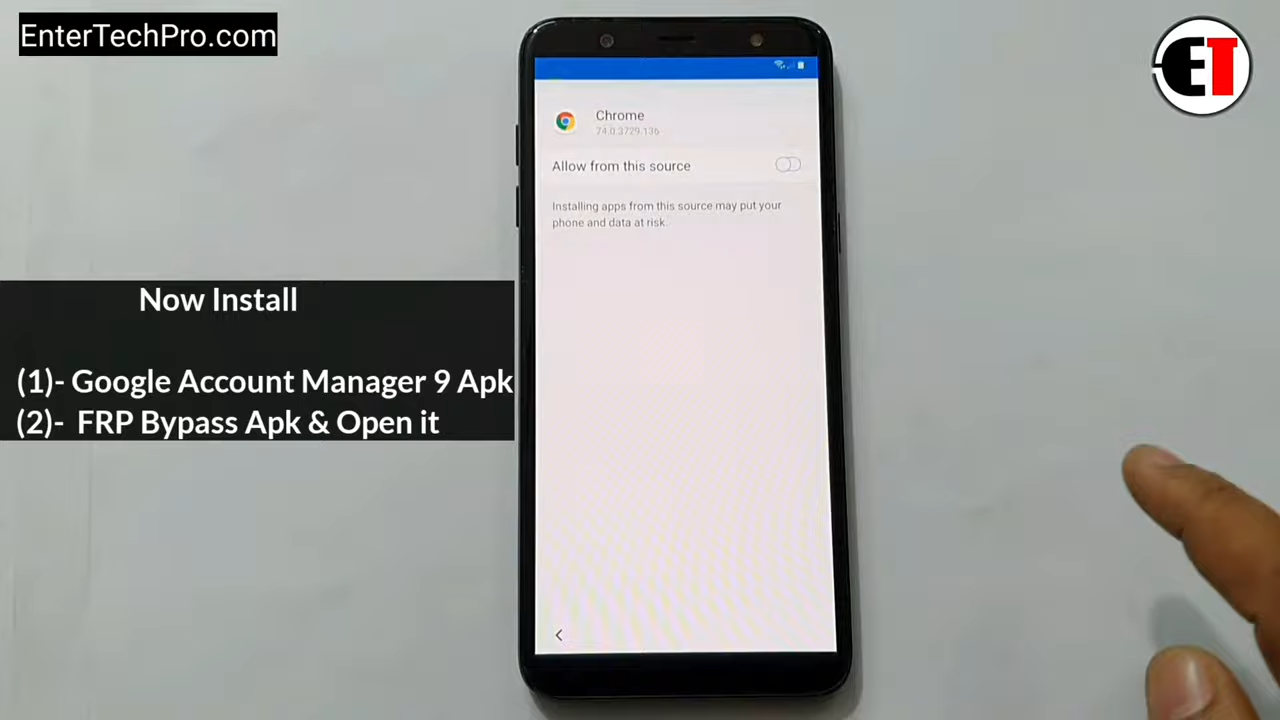 EnterTechPro.com
ET
Chrome
74.0.3729.136
Allow from this source
Installing apps from this source may put your
phone and data at risk.
Now Install
(1)- Google Account Manager 9 Apk
(2)- FRP Bypass Apk & Open it